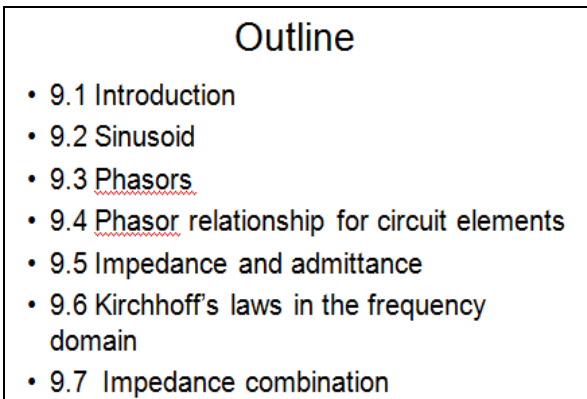 Outline
• 9.1 Introduction
• 9.2 Sinusoid
• 9.3 Phasors
• 9.4 Phasor relationship for circuit elements
• 9.5 Impedance and admittance
• 9.6 Kirchhoff's laws in the frequency
domain
• 9.7  Impedance combination